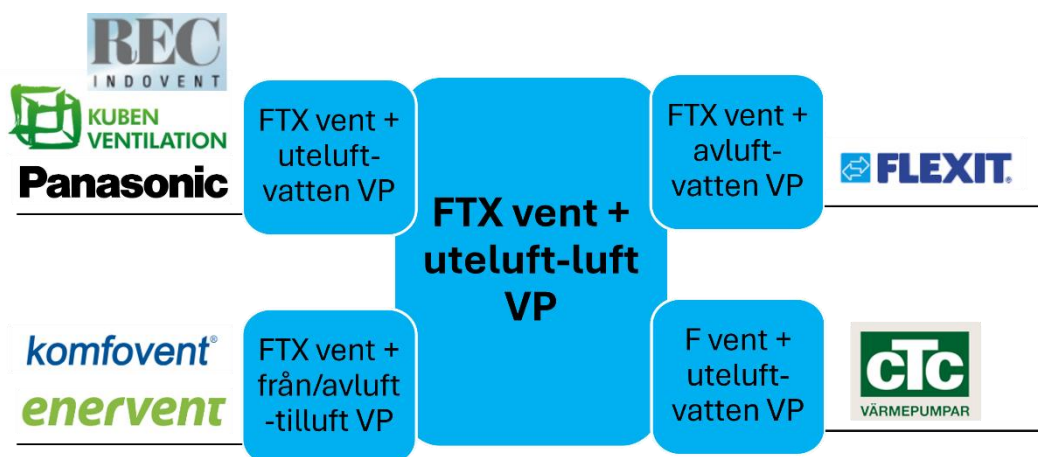 REC
INDOVENT
KUBEN
VENTILATION
Panasonic
FTX vent +
uteluft-
vatten VP
FTX vent +
avluft-
vatten VP
FLEXIT.
FTX vent +
uteluft-luft
VP
komfovent®
enervent
FTX vent +
från/avluft
-tilluft VP
F vent +
uteluft-
vatten VP
CTC
VÄRMEPUMPAR